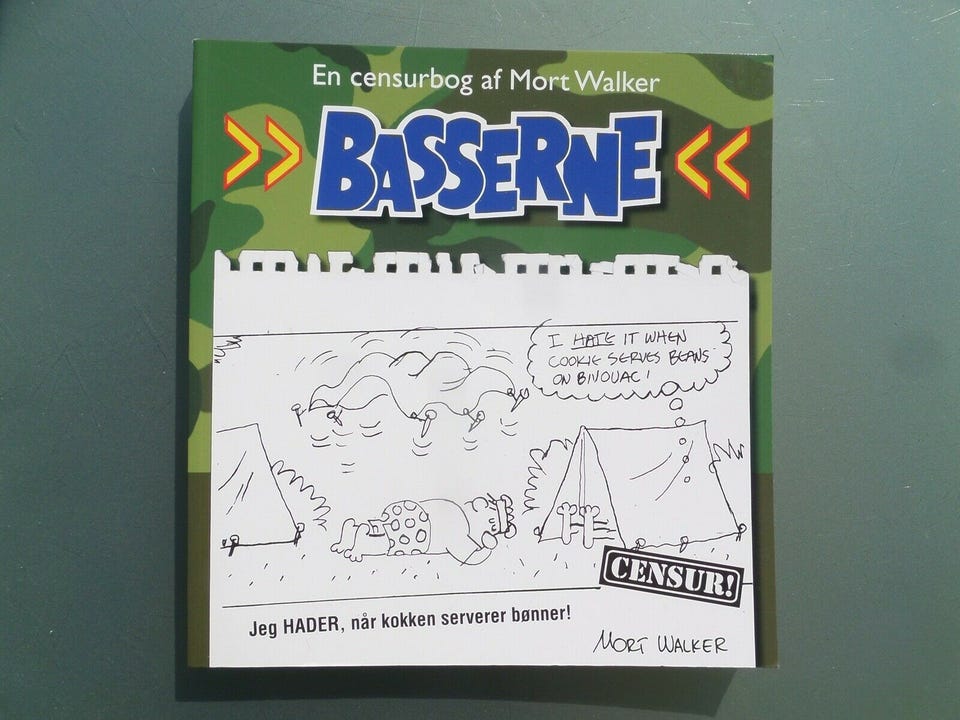 En censurbog af Mort Walker
BASSERNE
I HATE IT WHEN
COOKIE SERVES BEANS
ON BIVOUAC!
CENSUR!
Jeg HADER, når kokken serverer bønner!
MORT WALKER